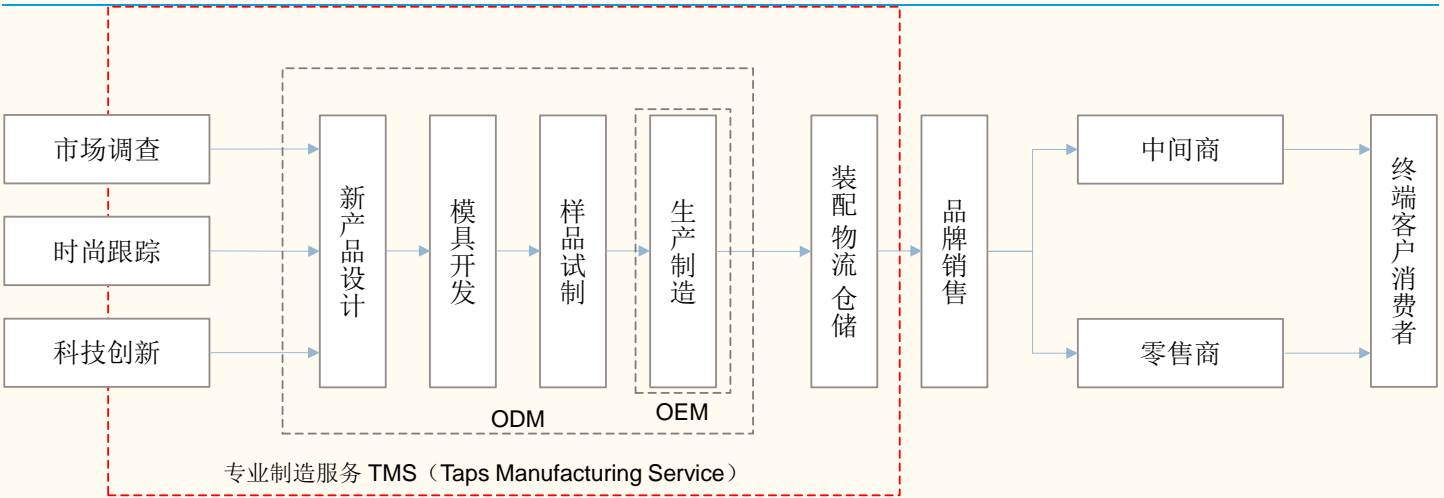 市场调查
时尚跟踪
科技创新
新产品设计
模具开发
样品试制
生产制造
装配 物流 仓储
品牌销售
中间商
零售商
终端客户消费者
OEM
ODM
专业制造服务 TMS（Taps Manufacturing Service）